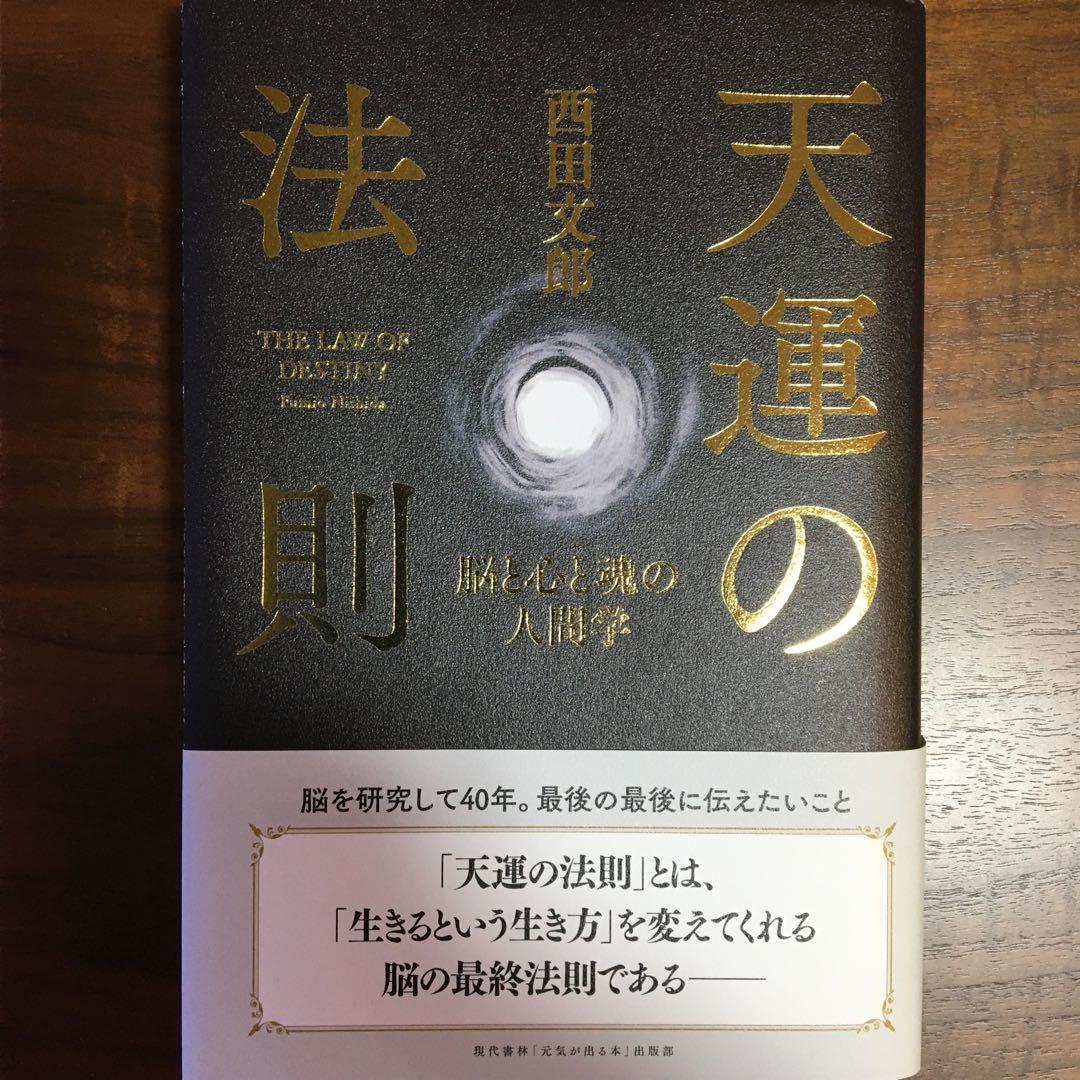 天運の
法則
西田文郎
THE LAW OF
DESTINY
Fumio Nishida
脳と心と魂の
人間学
脳を研究して40年。最後の最後に伝えたいこと
「天運の法則」とは、
「生きるという生き方」を変えてくれる
脳の最終法則である――
現代書林「元気が出る本」出版部